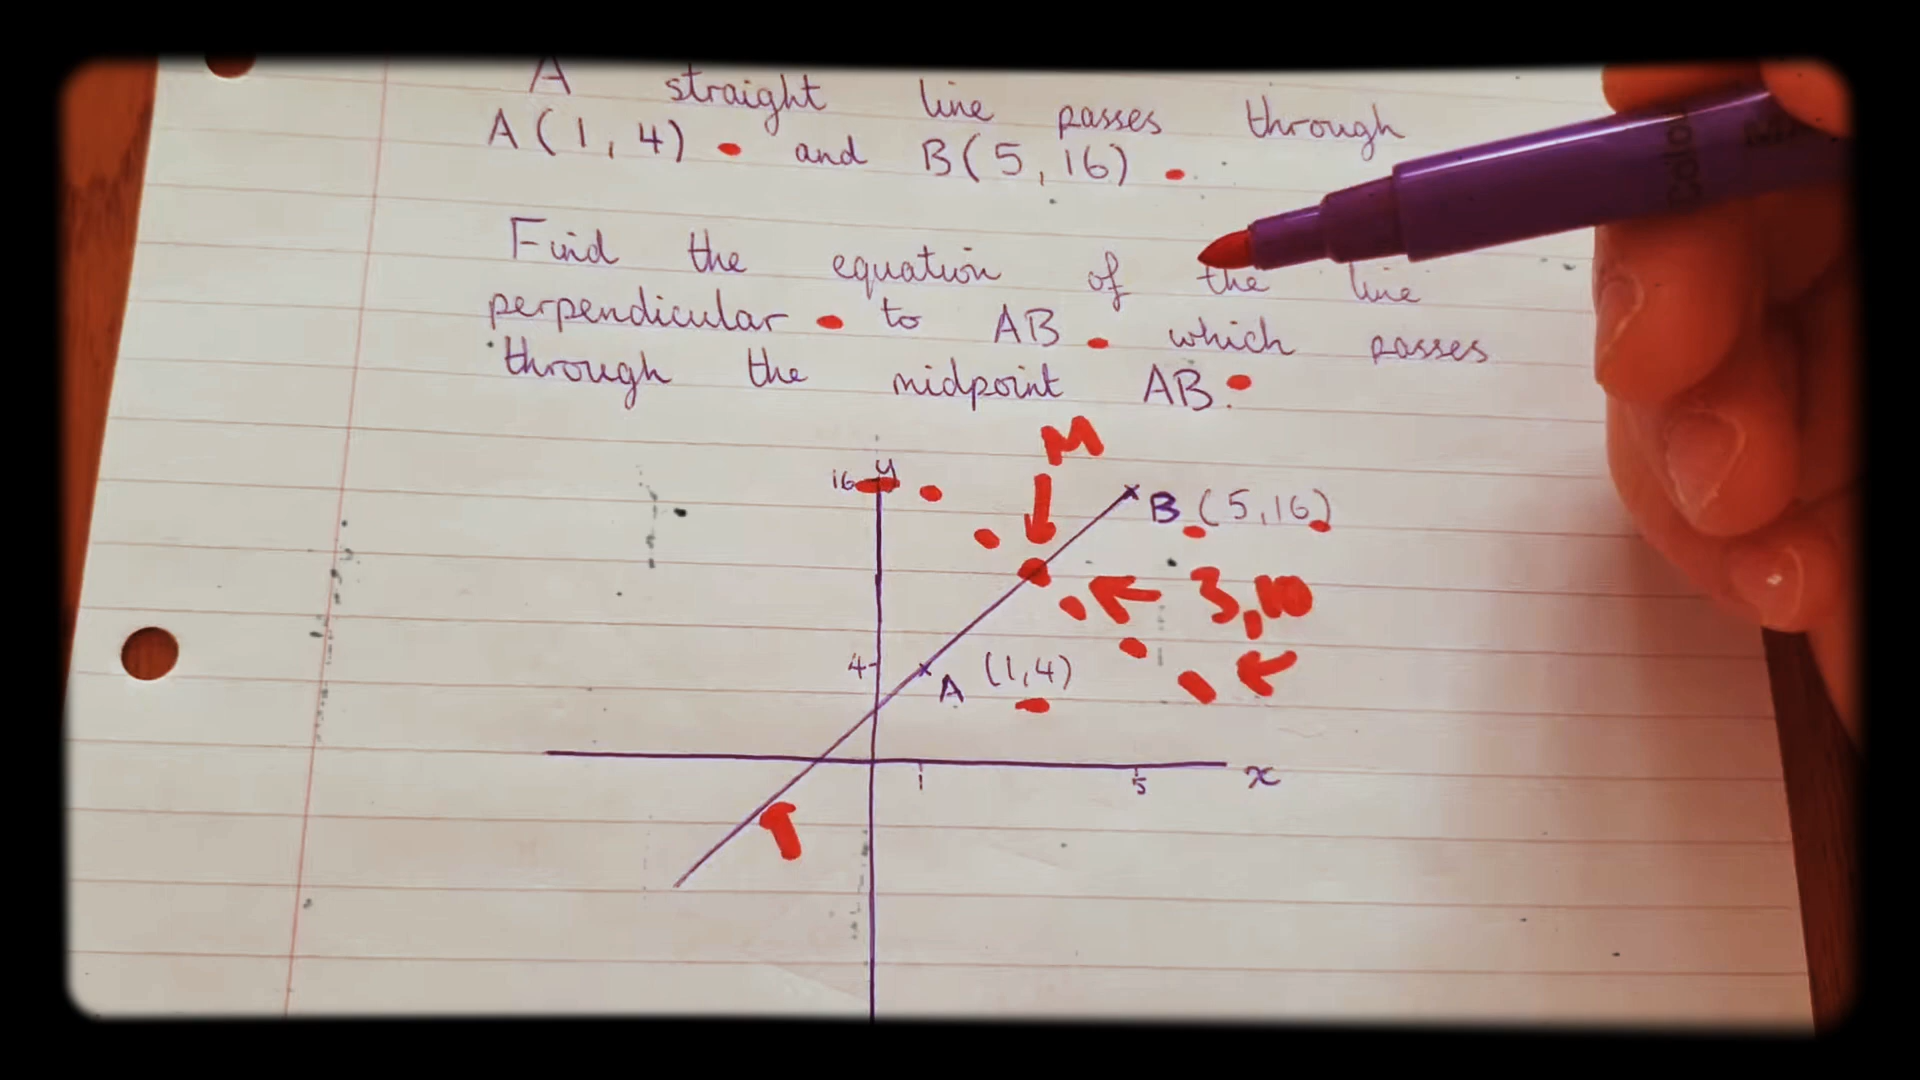 A straight line passes through
A(1,4) and B(5,16)
Find the equation of the line
perpendicular to AB which passes
through the midpoint AB.
M
16 y
B (5,16)
3,10
4
A (1,4)
1 5 x